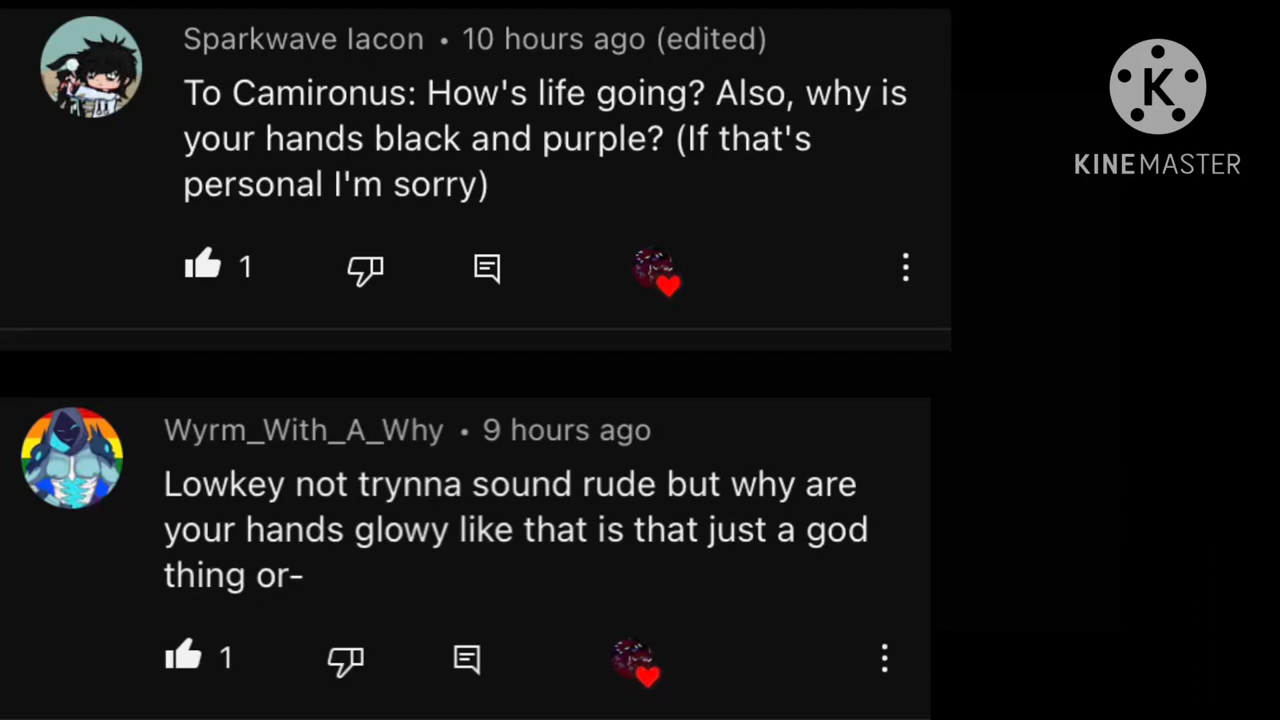 Sparkwave Iacon • 10 hours ago (edited)
To Camironus: How's life going? Also, why is
your hands black and purple? (If that's
personal I'm sorry)
1
K
KINEMASTER
Wyrm_With_A_Why • 9 hours ago
Lowkey not trynna sound rude but why are
your hands glowy like that is that just a god
thing or-
1